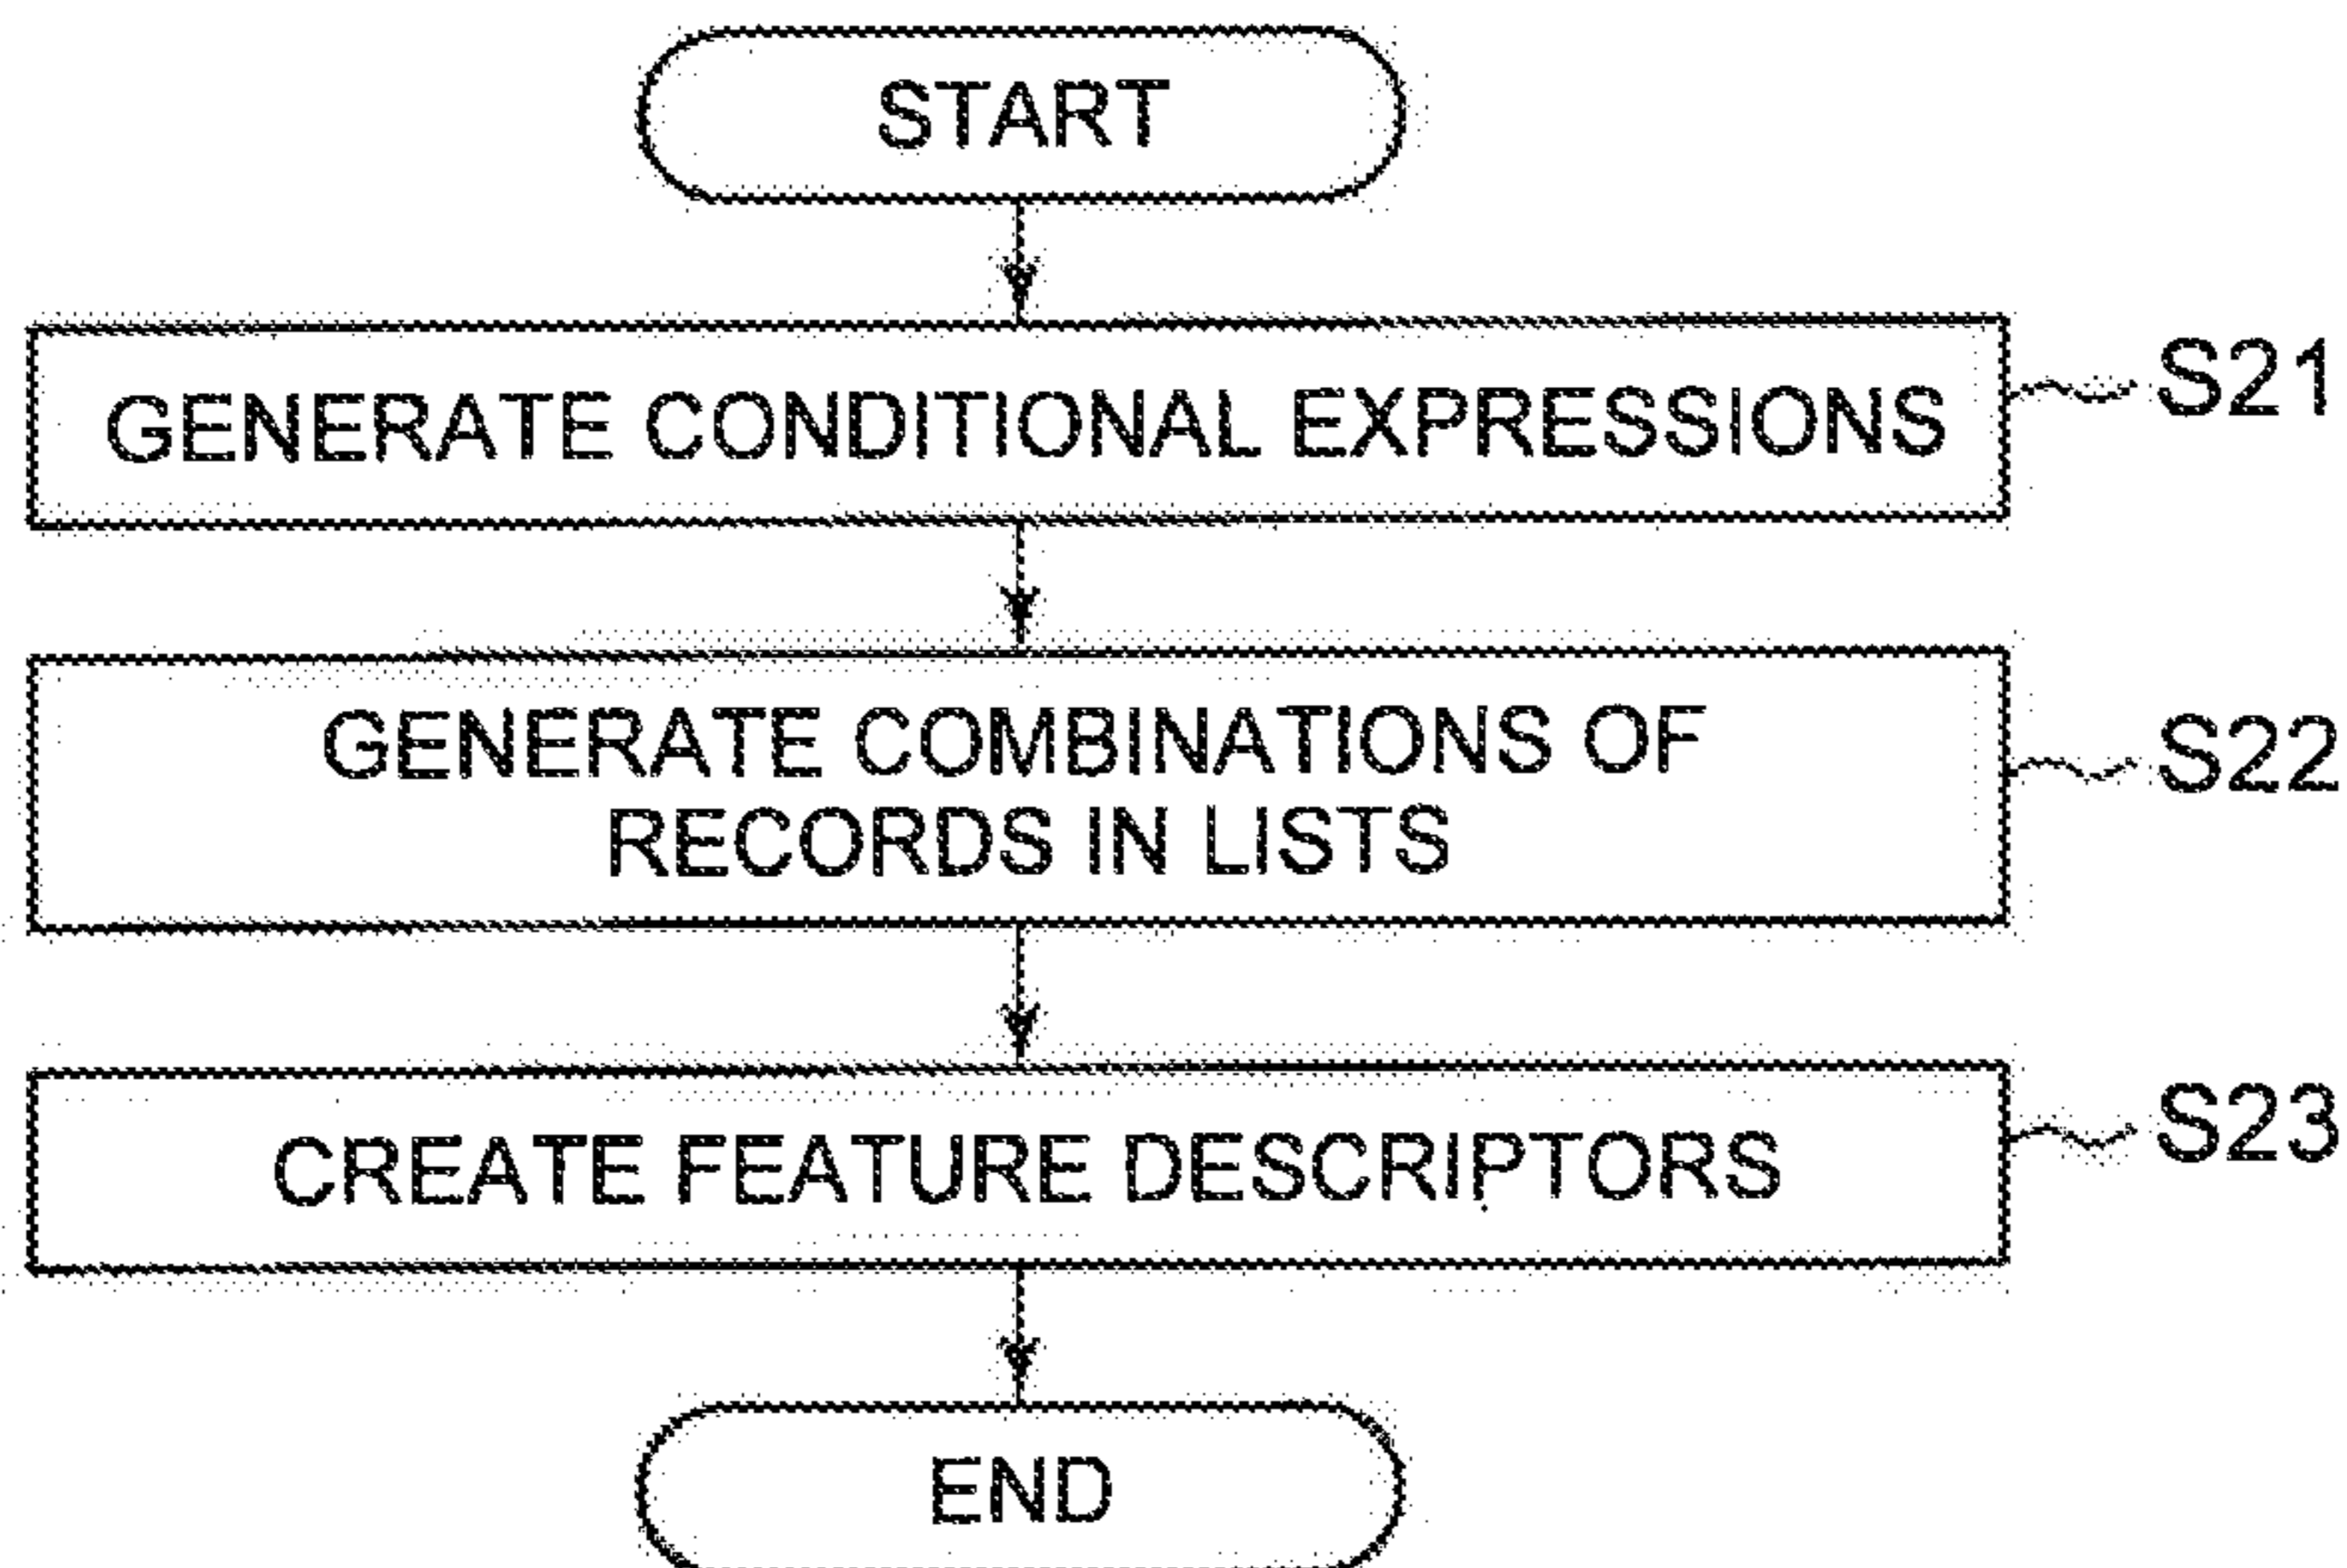 START
GENERATE CONDITIONAL EXPRESSIONS
S21
GENERATE COMBINATIONS OF
RECORDS IN LISTS
S22
CREATE FEATURE DESCRIPTORS
S23
END